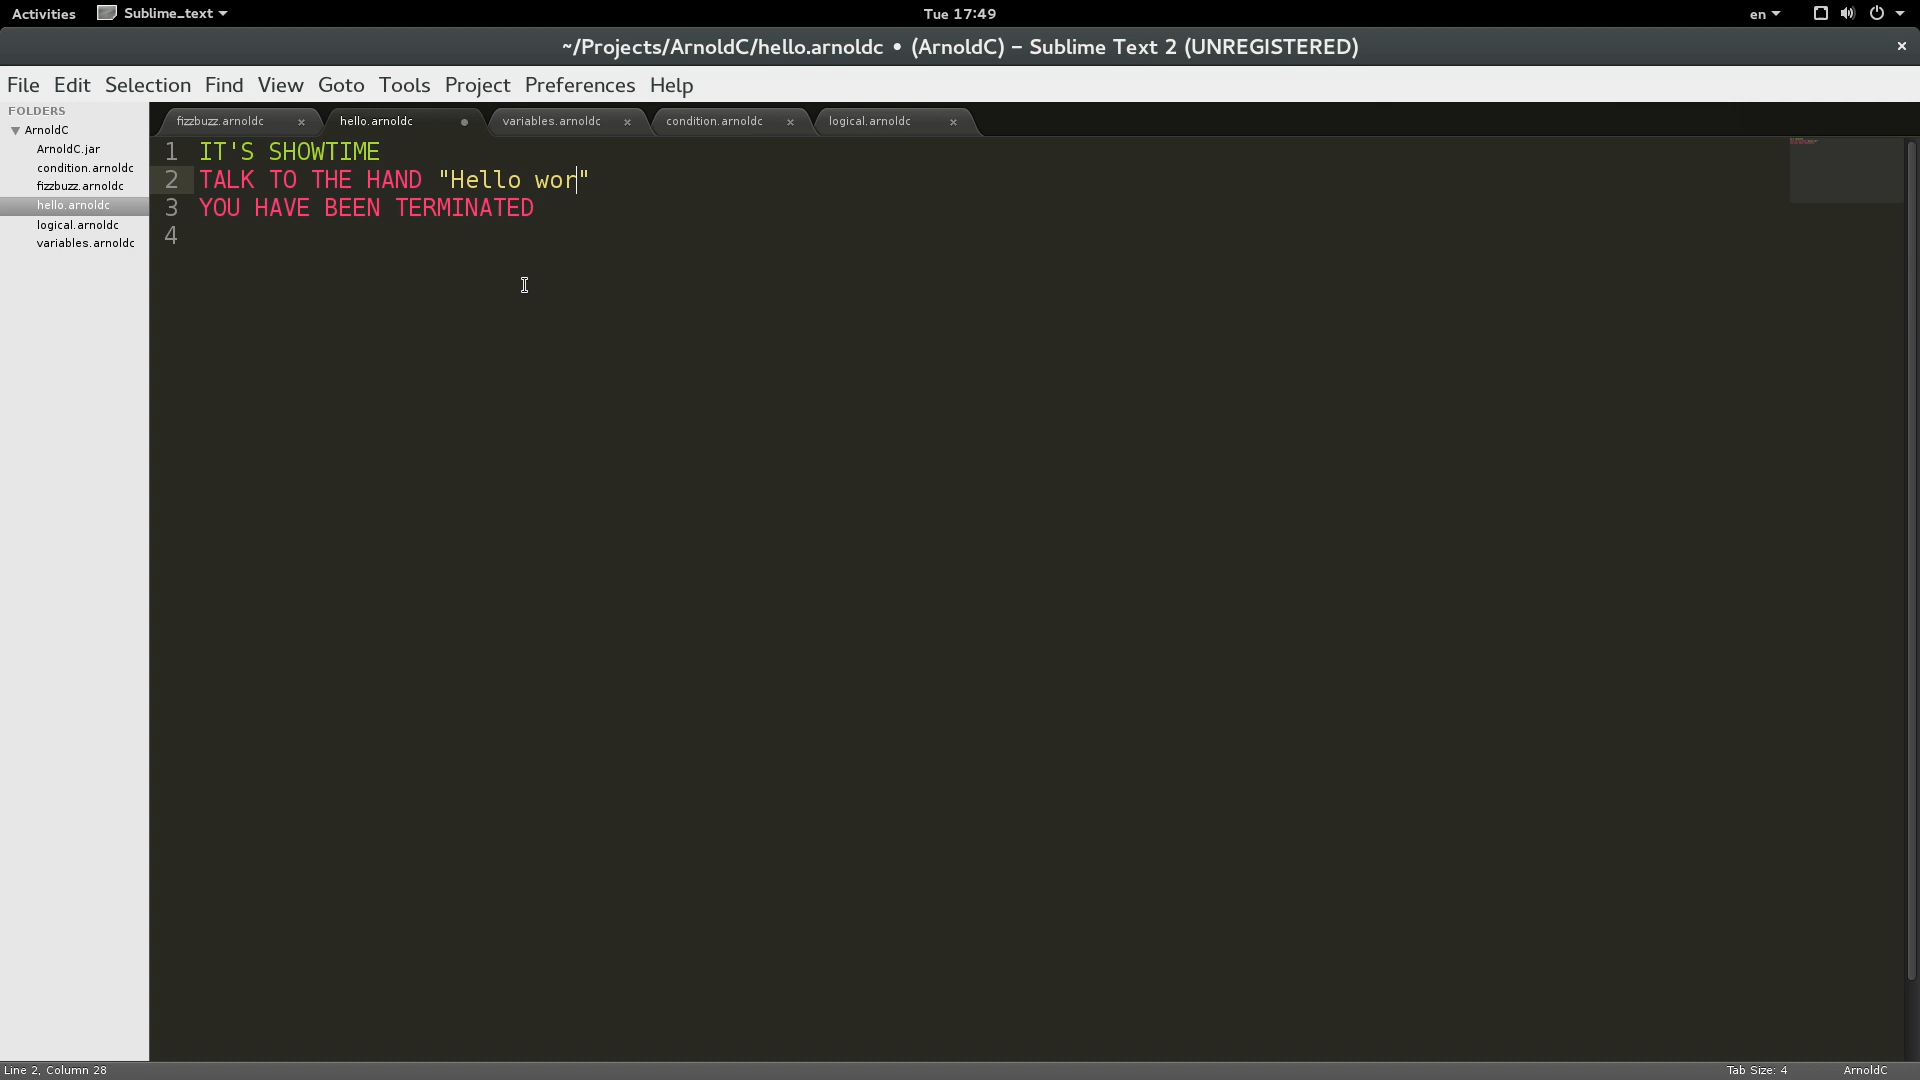 Activities Sublime_text Tue 17:49 en
~/Projects/ArnoldC/hello.arnoldc • (ArnoldC) – Sublime Text 2 (UNREGISTERED) ×
File Edit Selection Find View Goto Tools Project Preferences Help
FOLDERS
ArnoldC
ArnoldC.jar
condition.arnoldc
fizzbuzz.arnoldc
hello.arnoldc
logical.arnoldc
variables.arnoldc
fizzbuzz.arnoldc × hello.arnoldc • variables.arnoldc × condition.arnoldc × logical.arnoldc ×
1 IT'S SHOWTIME
2 TALK TO THE HAND "Hello wor"
3 YOU HAVE BEEN TERMINATED
4
Line 2, Column 28 Tab Size: 4 ArnoldC